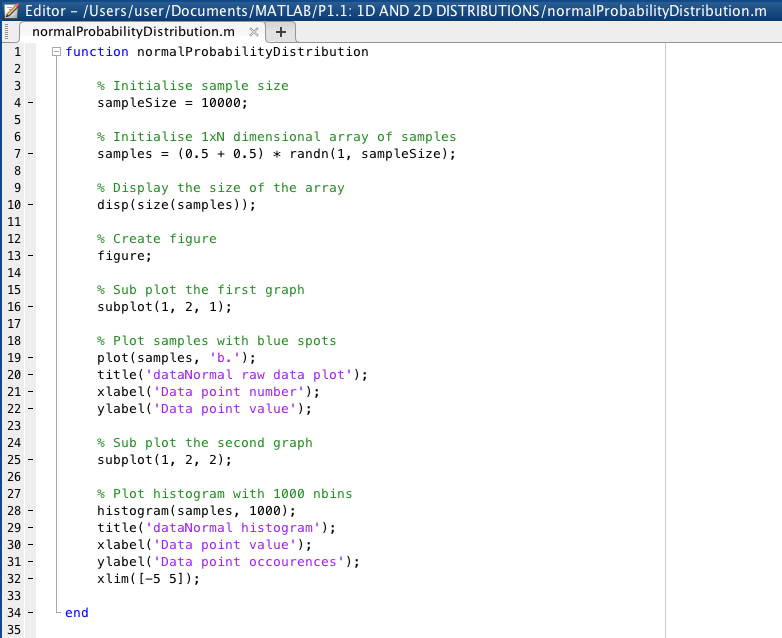 Editor – /Users/user/Documents/MATLAB/P1.1: 1D AND 2D DISTRIBUTIONS/normalProbabilityDistribution.m
normalProbabilityDistribution.m × +
1 function normalProbabilityDistribution
2
3 % Initialise sample size
4 – sampleSize = 10000;
5
6 % Initialise 1xN dimensional array of samples
7 – samples = (0.5 + 0.5) * randn(1, sampleSize);
8
9 % Display the size of the array
10 – disp(size(samples));
11
12 % Create figure
13 – figure;
14
15 % Sub plot the first graph
16 – subplot(1, 2, 1);
17
18 % Plot samples with blue spots
19 – plot(samples, 'b.');
20 – title('dataNormal raw data plot');
21 – xlabel('Data point number');
22 – ylabel('Data point value');
23
24 % Sub plot the second graph
25 – subplot(1, 2, 2);
26
27 % Plot histogram with 1000 nbins
28 – histogram(samples, 1000);
29 – title('dataNormal histogram');
30 – xlabel('Data point value');
31 – ylabel('Data point occourences');
32 – xlim([-5 5]);
33
34 – end
35